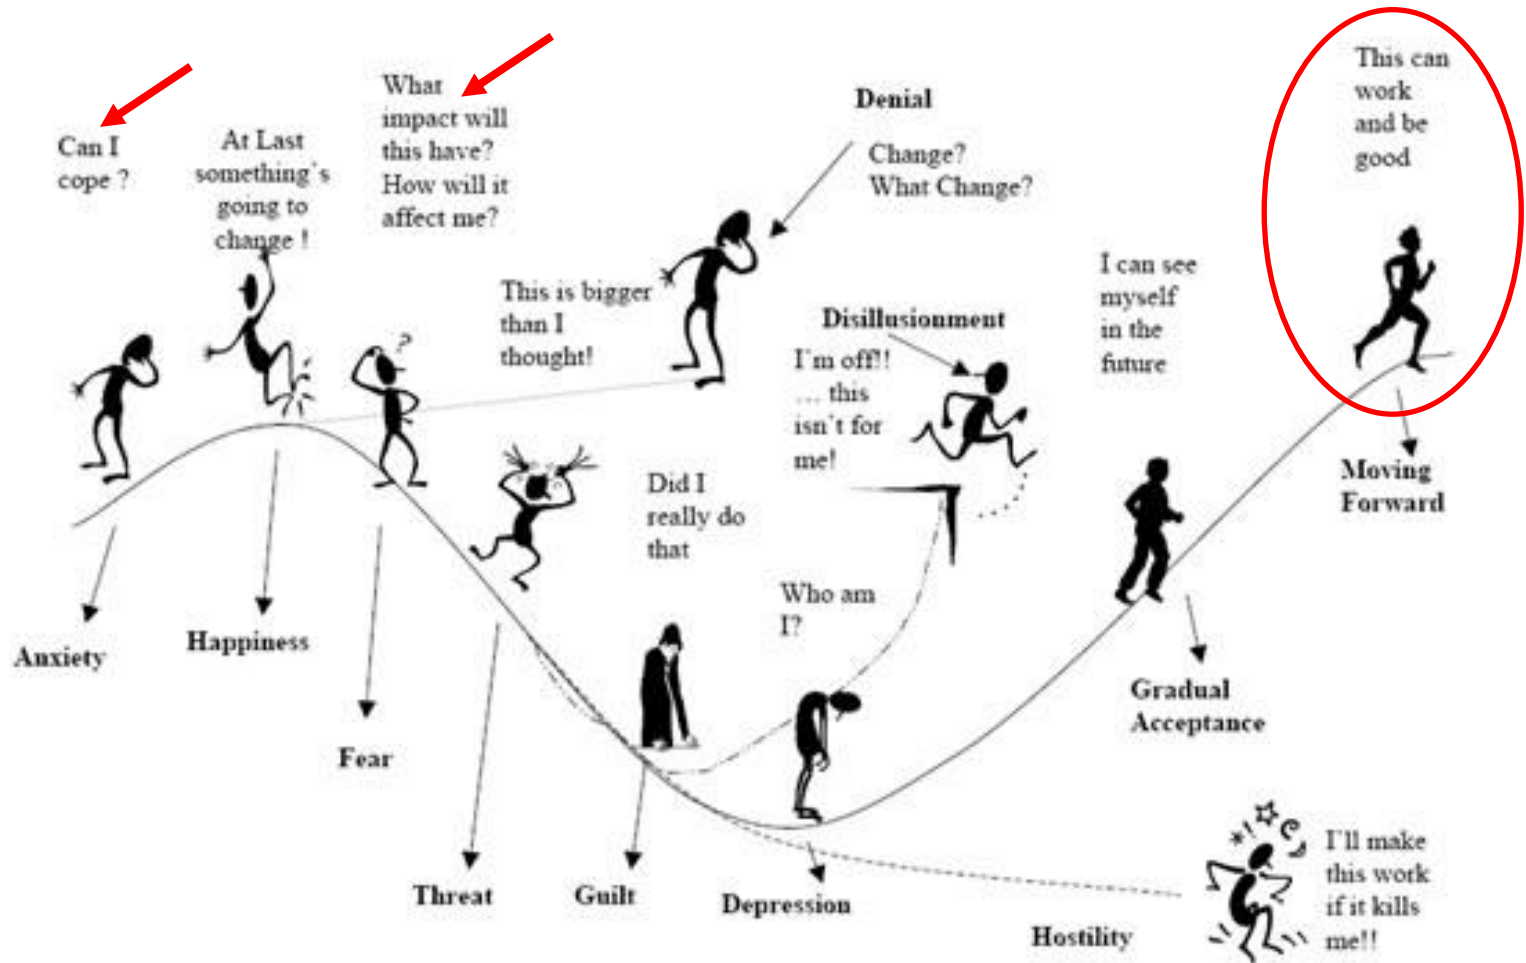 Can I
cope ?
At Last
something's
going to
change !
What
impact will
this have?
How will it
affect me?
This is bigger
than I
thought!
Denial
Change?
What Change?
Disillusionment
I'm off!!
... this
isn't for
me!
Did I
really do
that
Who am
I?
I can see
myself
in the
future
This can
work
and be
good
?
Anxiety
Happiness
Fear
Threat
Guilt
Depression
Gradual
Acceptance
Moving
Forward
Hostility
I'll make
this work
if it kills
me!!